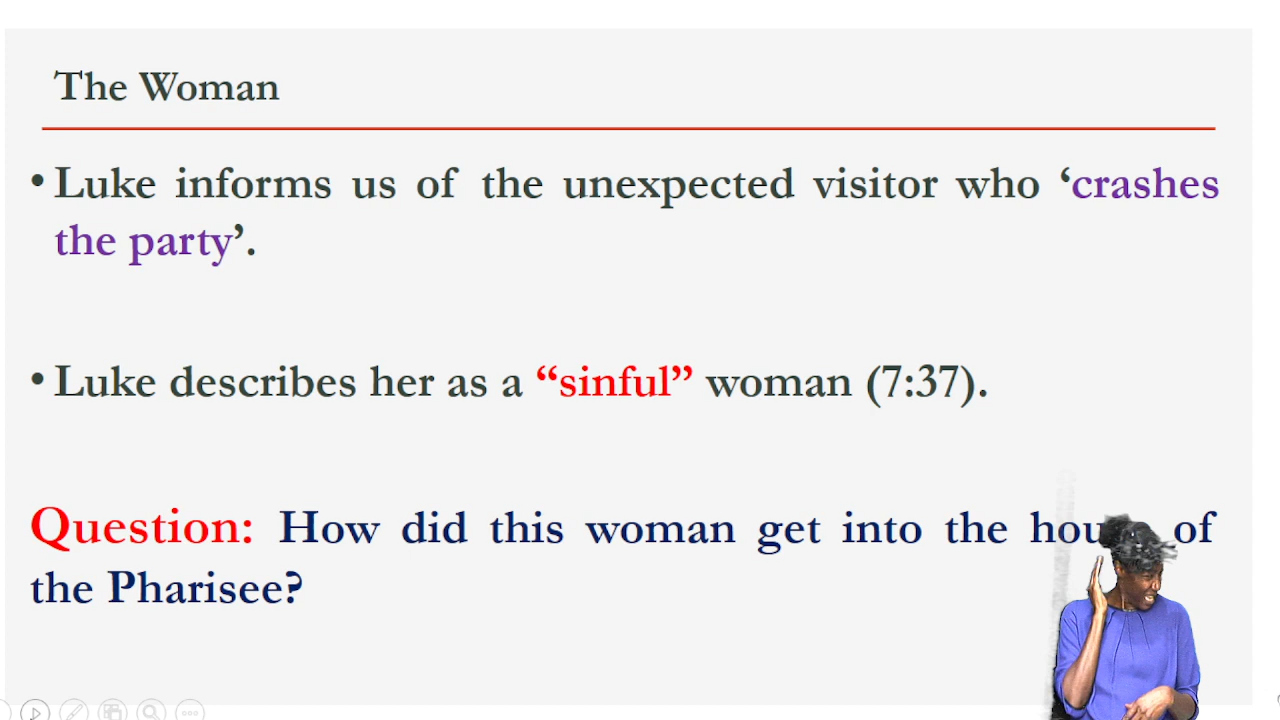 The Woman
• Luke informs us of the unexpected visitor who ‘crashes
the party’.
• Luke describes her as a “sinful” woman (7:37).
Question: How did this woman get into the of
the Pharisee?